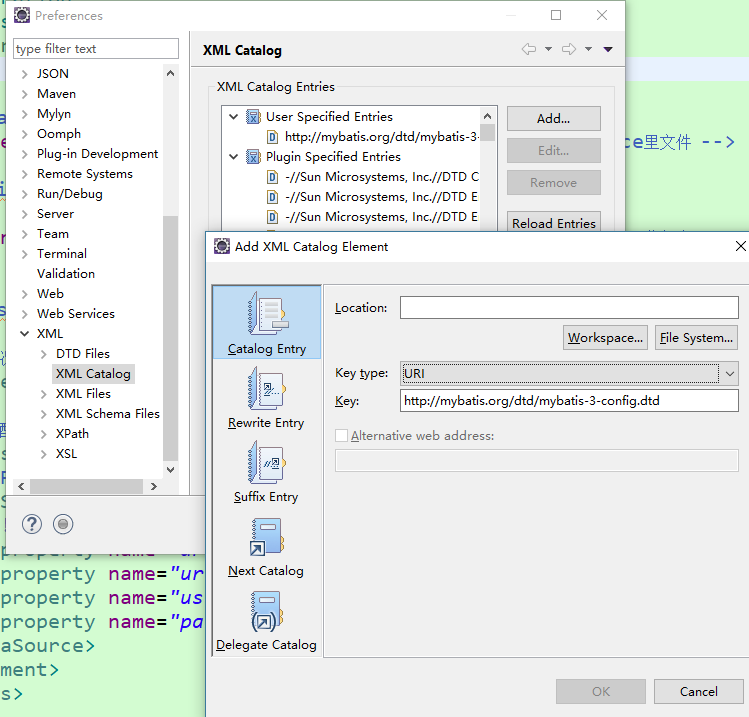 Preferences
type filter text
XML Catalog
JSON
Maven
Mylyn
Oomph
Plug-in Development
Remote Systems
Run/Debug
Server
Team
Terminal
Validation
Web
Web Services
XML
DTD Files
XML Catalog
XML Files
XML Schema Files
XPath
XSL
XML Catalog Entries
User Specified Entries
http://mybatis.org/dtd/mybatis-3-
Plugin Specified Entries
-//Sun Microsystems, Inc.//DTD C
-//Sun Microsystems, Inc.//DTD E
-//Sun Microsystems, Inc.//DTD E
Add...
Edit...
Remove
Reload Entries
ce里文件 -->
Add XML Catalog Element
Catalog Entry
Rewrite Entry
Suffix Entry
Next Catalog
Delegate Catalog
Location:
Workspace...
File System...
Key type:
URI
Key:
http://mybatis.org/dtd/mybatis-3-config.dtd
Alternative web address:
OK
Cancel
property name="ur
property name="us
property name="pa
aSource>
ment>
s>